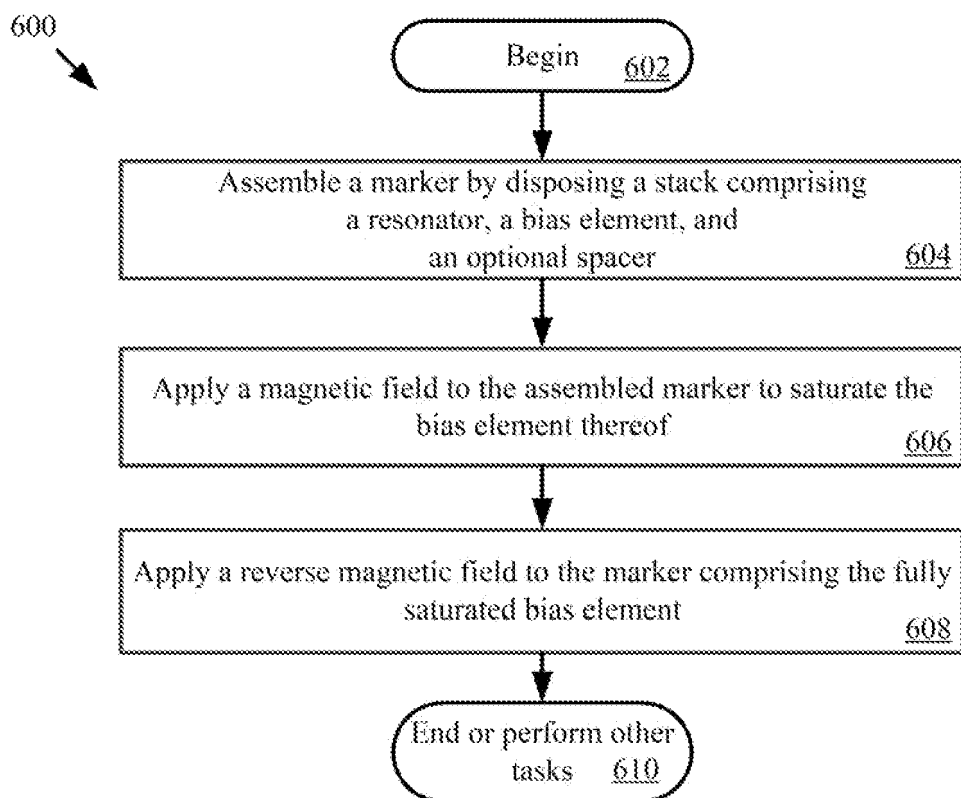 600
Begin
602
Assemble a marker by disposing a stack comprising
a resonator, a bias element, and
an optional spacer
604
Apply a magnetic field to the assembled marker to saturate the
bias element thereof
606
Apply a reverse magnetic field to the marker comprising the fully
saturated bias element
608
End or perform other
tasks 610